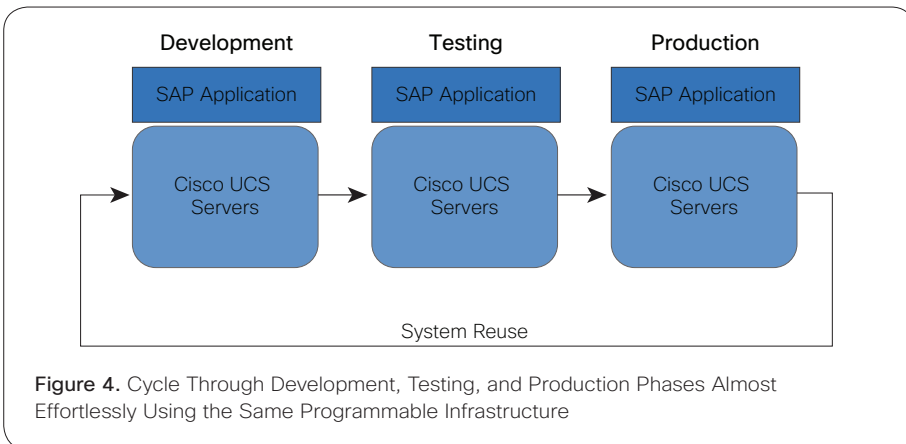 Development
Testing
Production
SAP Application
SAP Application
SAP Application
Cisco UCS
Servers
Cisco UCS
Servers
Cisco UCS
Servers
System Reuse
Figure 4. Cycle Through Development, Testing, and Production Phases Almost
Effortlessly Using the Same Programmable Infrastructure